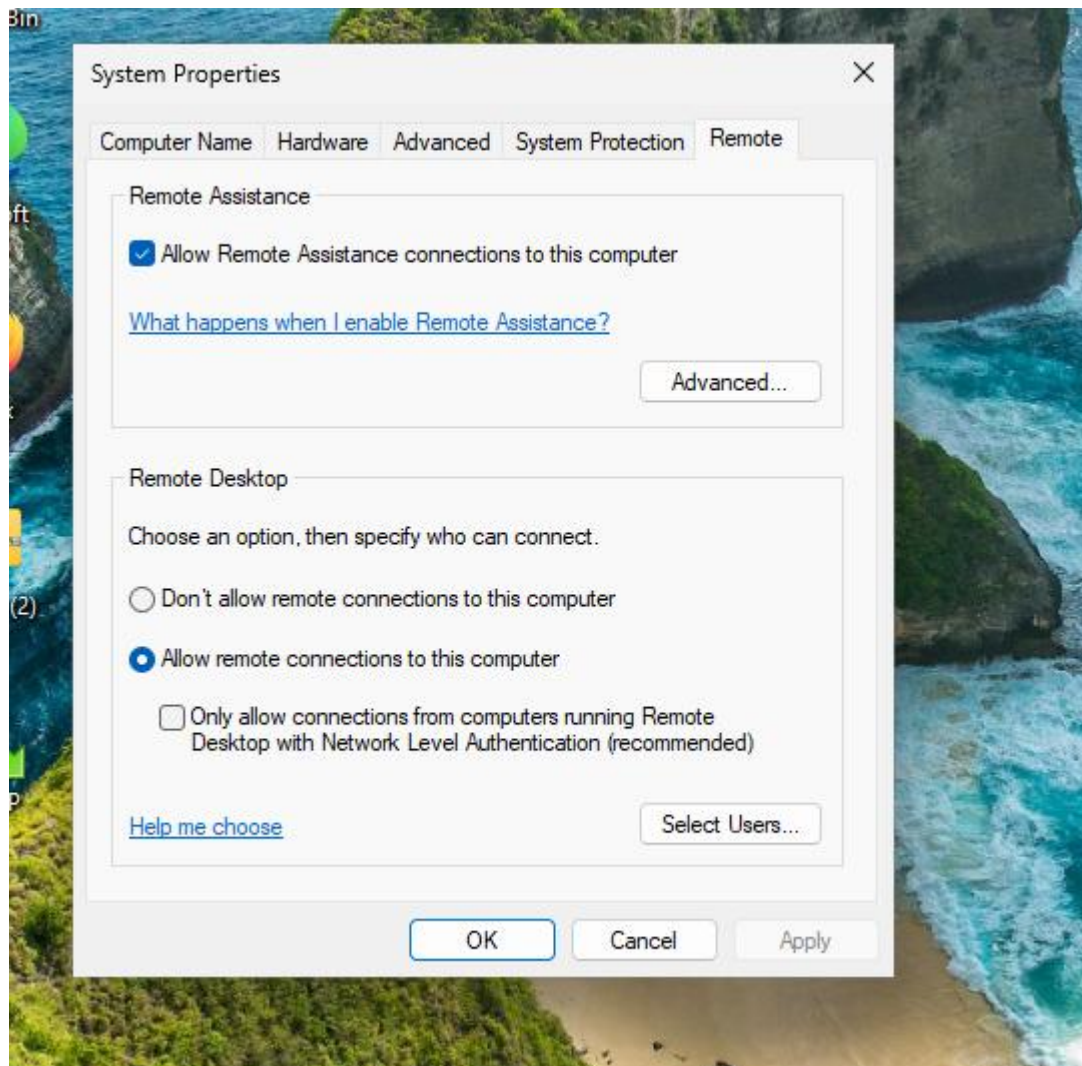 Bin
System Properties
Computer Name Hardware Advanced System Protection Remote
Remote Assistance
Allow Remote Assistance connections to this computer
What happens when I enable Remote Assistance?
Advanced...
Remote Desktop
Choose an option, then specify who can connect.
Don't allow remote connections to this computer
Allow remote connections to this computer
Only allow connections from computers running Remote
Desktop with Network Level Authentication (recommended)
Help me choose
Select Users...
OK Cancel Apply
ft
(2)